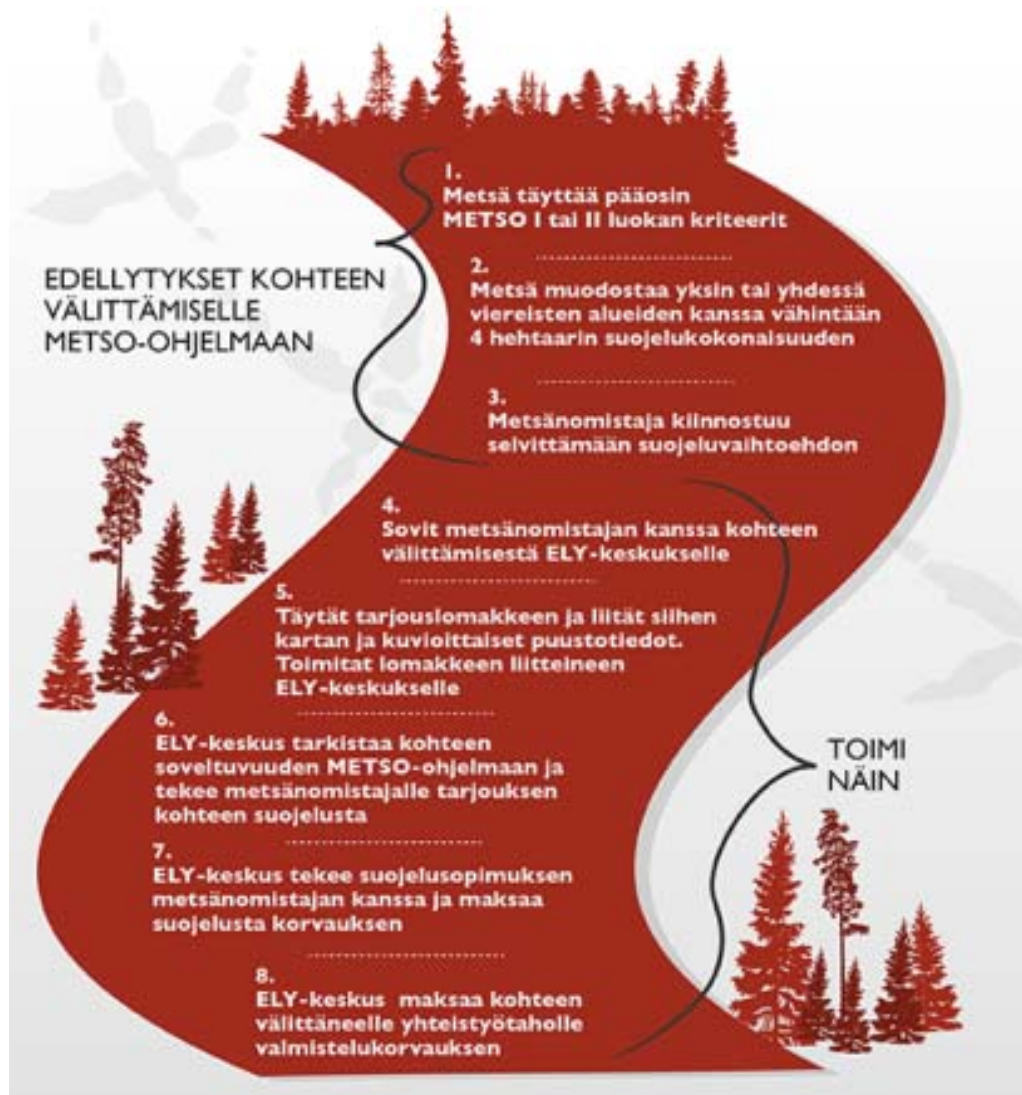 1.
Metsä täyttää pääosin
METSO I tai II luokan kriteerit
EDELLYTYKSET KOHTEEN
VÄLITTÄMISELLE
METSO-OHJELMAAN
2.
Metsä muodostaa yksin tai yhdessä
viereisten alueiden kanssa vähintään
4 hehtaarin suojelukokonaisuuden
3.
Metsänomistaja kiinnostuu
selvittämään suojeluvaihtoehdon
4.
Sovit metsänomistajan kanssa kohteen
välittämisestä ELY-keskukselle
5.
Täytät tarjouslomakkeen ja liität siihen
kartan ja kuvioittaiset puustotiedot.
Toimitat lomakkeen liitteineen
ELY-keskukselle
6.
ELY-keskus tarkistaa kohteen
soveltuvuuden METSO-ohjelmaan ja
tekee metsänomistajalle tarjouksen
kohteen suojelusta
TOIMI
NÄIN
7.
ELY-keskus tekee suojelusopimuksen
metsänomistajan kanssa ja maksaa
suojelusta korvauksen
8.
ELY-keskus maksaa kohteen
välittäneelle yhteistyötaholle
valmistelukorvauksen